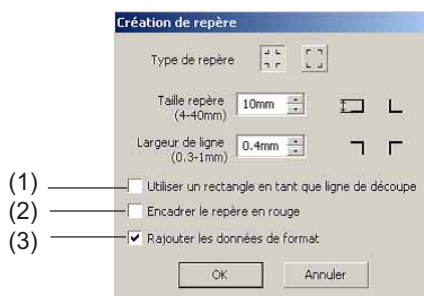 Création de repère
Type de repère
Taille repère 10mm
(4-40mm)
Largeur de ligne 0.4mm
(0.3-1mm)
(1) Utiliser un rectangle en tant que ligne de découpe
(2) Encadrer le repère en rouge
(3) Rajouter les données de format
OK Annuler